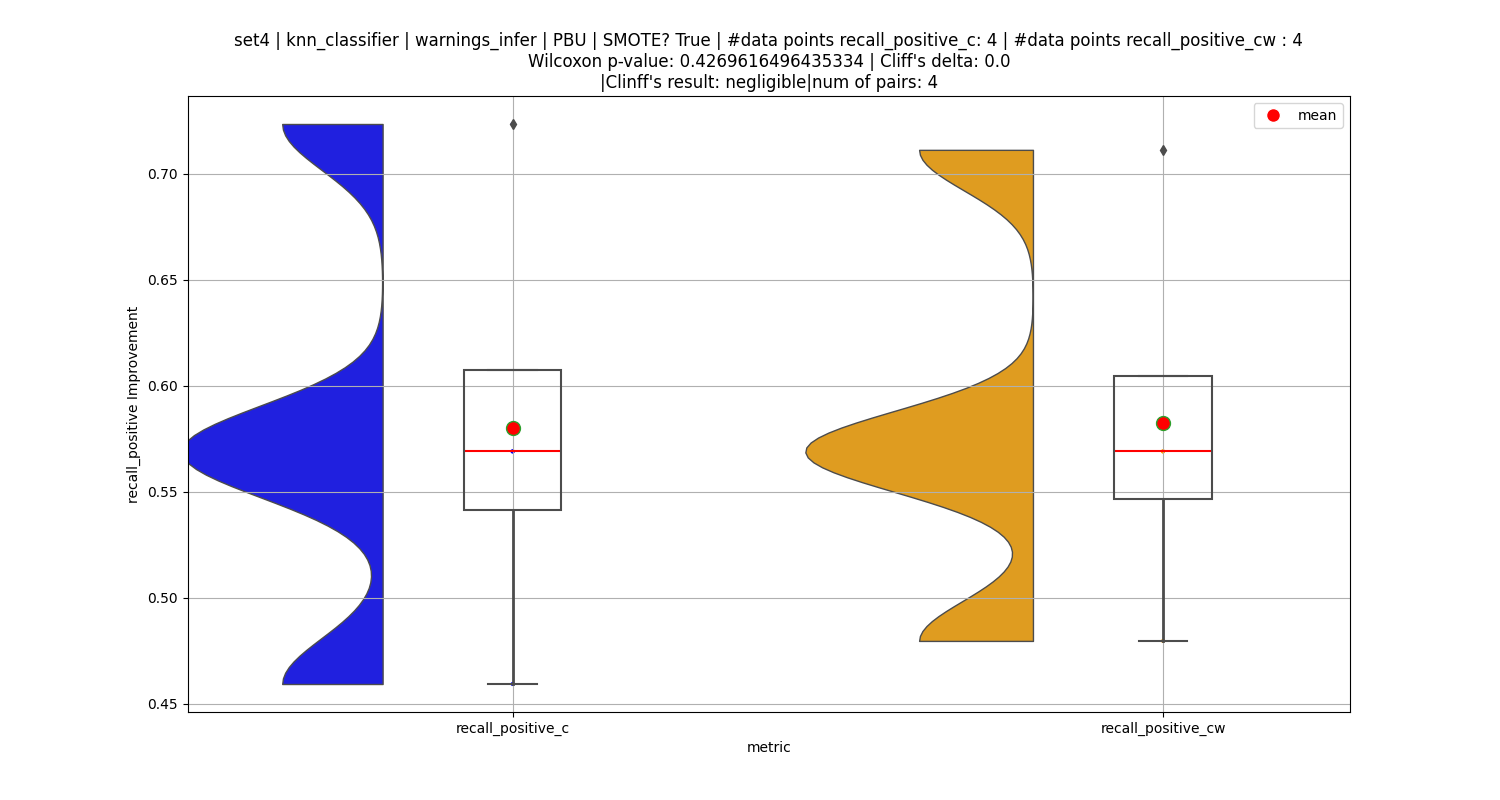 set4 | knn_classifier | warnings_infer | PBU | SMOTE? True | #data points recall_positive_c: 4 | #data points recall_positive_cw : 4
Wilcoxon p-value: 0.4269616496435334 | Cliff's delta: 0.0
|Clinff's result: negligible|num of pairs: 4
mean
0.70
0.65
0.60
0.55
0.50
0.45
recall_positive Improvement
recall_positive_c
recall_positive_cw
metric